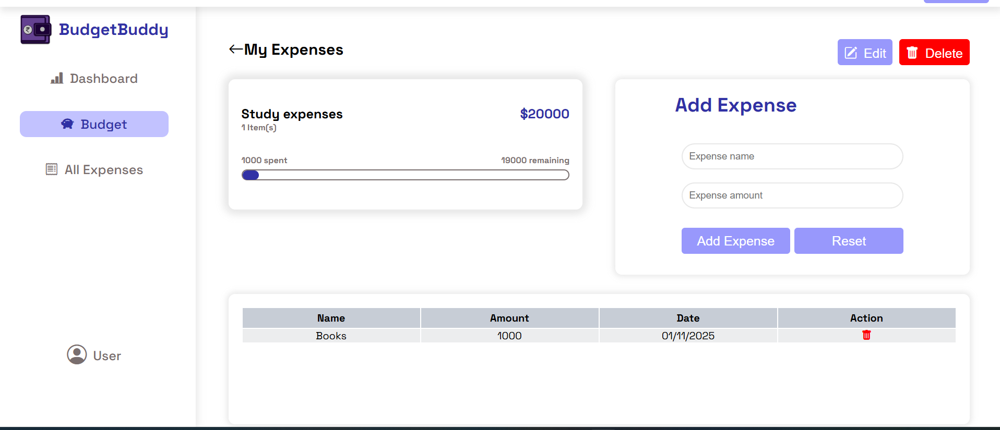 BudgetBuddy
Dashboard
Budget
All Expenses
User
←My Expenses
Edit
Delete
Study expenses
$20000
1 Item(s)
1000 spent
19000 remaining
Add Expense
Expense name
Expense amount
Add Expense
Reset
Name Amount Date Action
Books 1000 01/11/2025